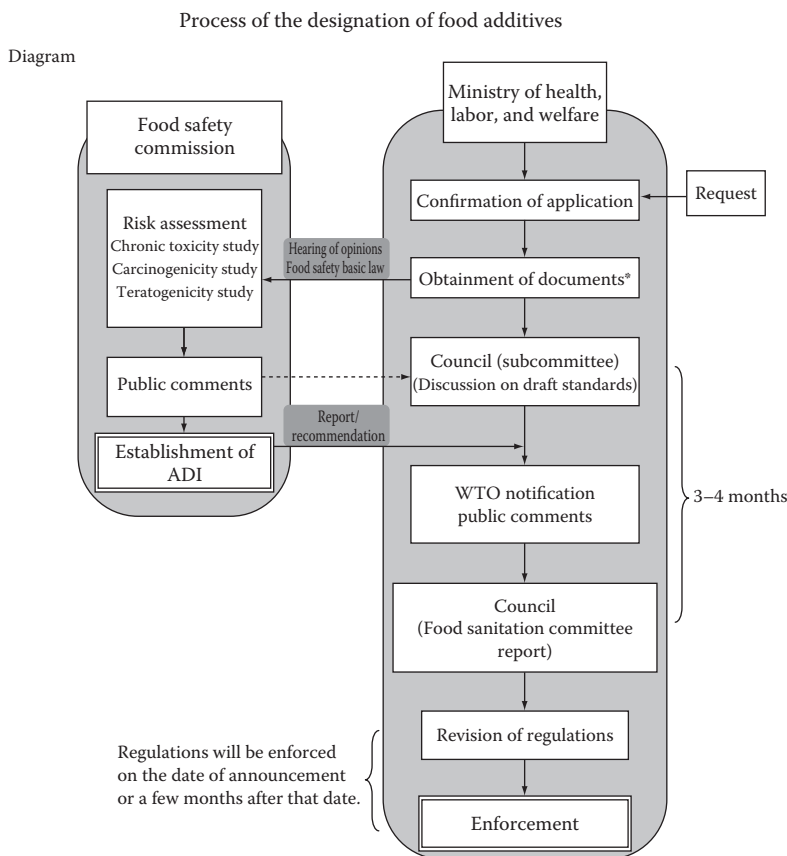 Process of the designation of food additives
Diagram
Ministry of health,
labor, and welfare
Food safety
commission
Confirmation of application
Request
Risk assessment
Chronic toxicity study
Carcinogenicity study
Teratogenicity study
Hearing of opinions
Food safety basic law
Obtainment of documents*
Public comments
Council (subcommittee)
(Discussion on draft standards)
Report/
recommendation
Establishment of
ADI
WTO notification
public comments
3–4 months
Council
(Food sanitation committee
report)
Revision of regulations
Regulations will be enforced
on the date of announcement
or a few months after that date.
Enforcement